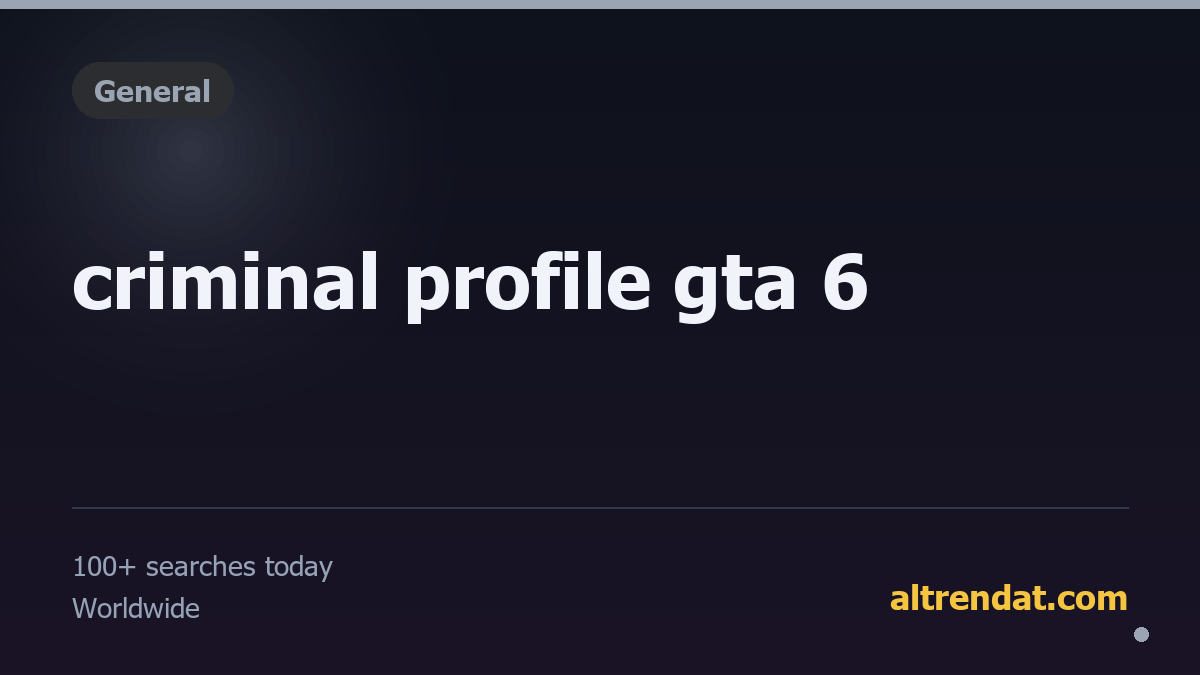 General
criminal profile gta 6
100+ searches today
Worldwide
altrendat.com